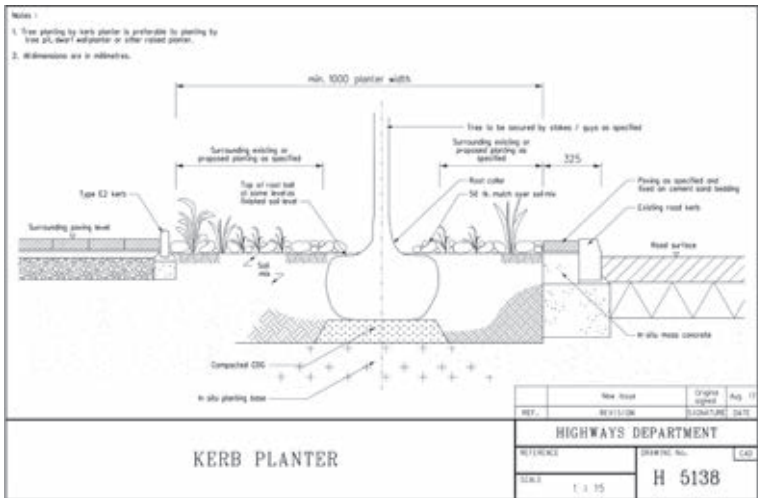 Notes :
1. Tree planting by kerb planter is preferable to planting by
tree pit, dwarf wall planter or other raised planter.
2. All dimensions are in millimetres.
min. 1000 planter width
Tree to be secured by stakes / guys as specified
Surrounding existing or
proposed planting as specified
Surrounding existing or
proposed planting as
specified
325
Type E2 kerb
Top of root ball
at same level as
finished soil level
Root collar
50 th. mulch over soil mix
Paving as specified and
fixed on cement sand bedding
Existing road kerb
Surrounding paving level
Road surface
Soil
mix
In situ mass concrete
Compacted CDG
In situ planting base
New Issue
Original
signed
Aug.
REF.
REVISION
SIGNATURE
DATE
KERB PLANTER
HIGHWAYS DEPARTMENT
REFERENCE
DRAWING No.
CAD
SCALE
1 : 15
H 5138